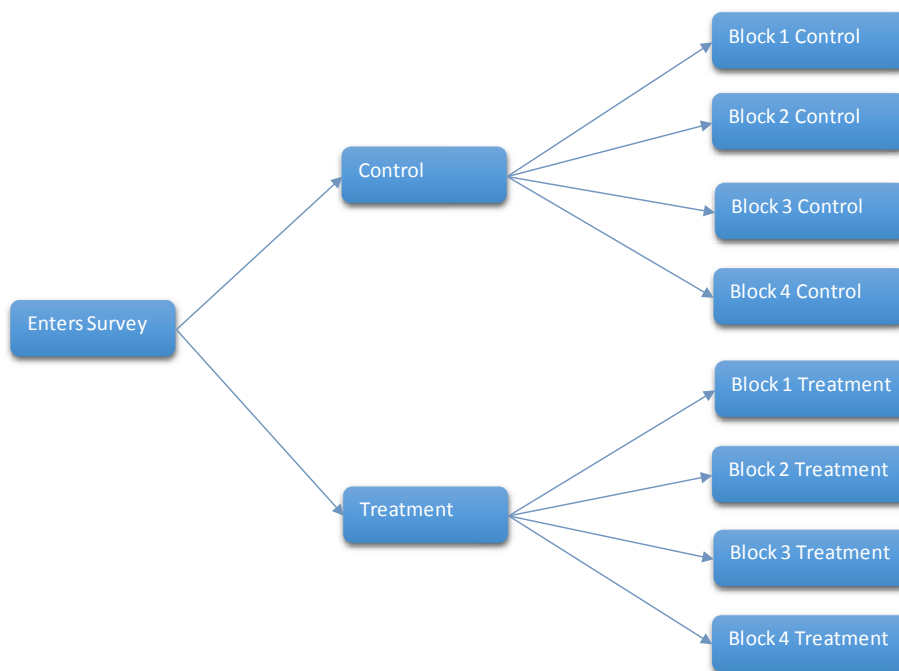 Block 1 Control
Block 2 Control
Control
Block 3 Control
Block 4 Control
Enters Survey
Block 1 Treatment
Block 2 Treatment
Treatment
Block 3 Treatment
Block 4 Treatment